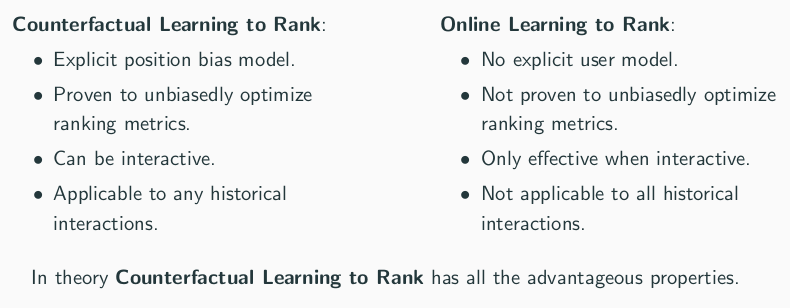 Counterfactual Learning to Rank:
• Explicit position bias model.
• Proven to unbiasedly optimize
ranking metrics.
• Can be interactive.
• Applicable to any historical
interactions.
Online Learning to Rank:
• No explicit user model.
• Not proven to unbiasedly optimize
ranking metrics.
• Only effective when interactive.
• Not applicable to all historical
interactions.
In theory Counterfactual Learning to Rank has all the advantageous properties.